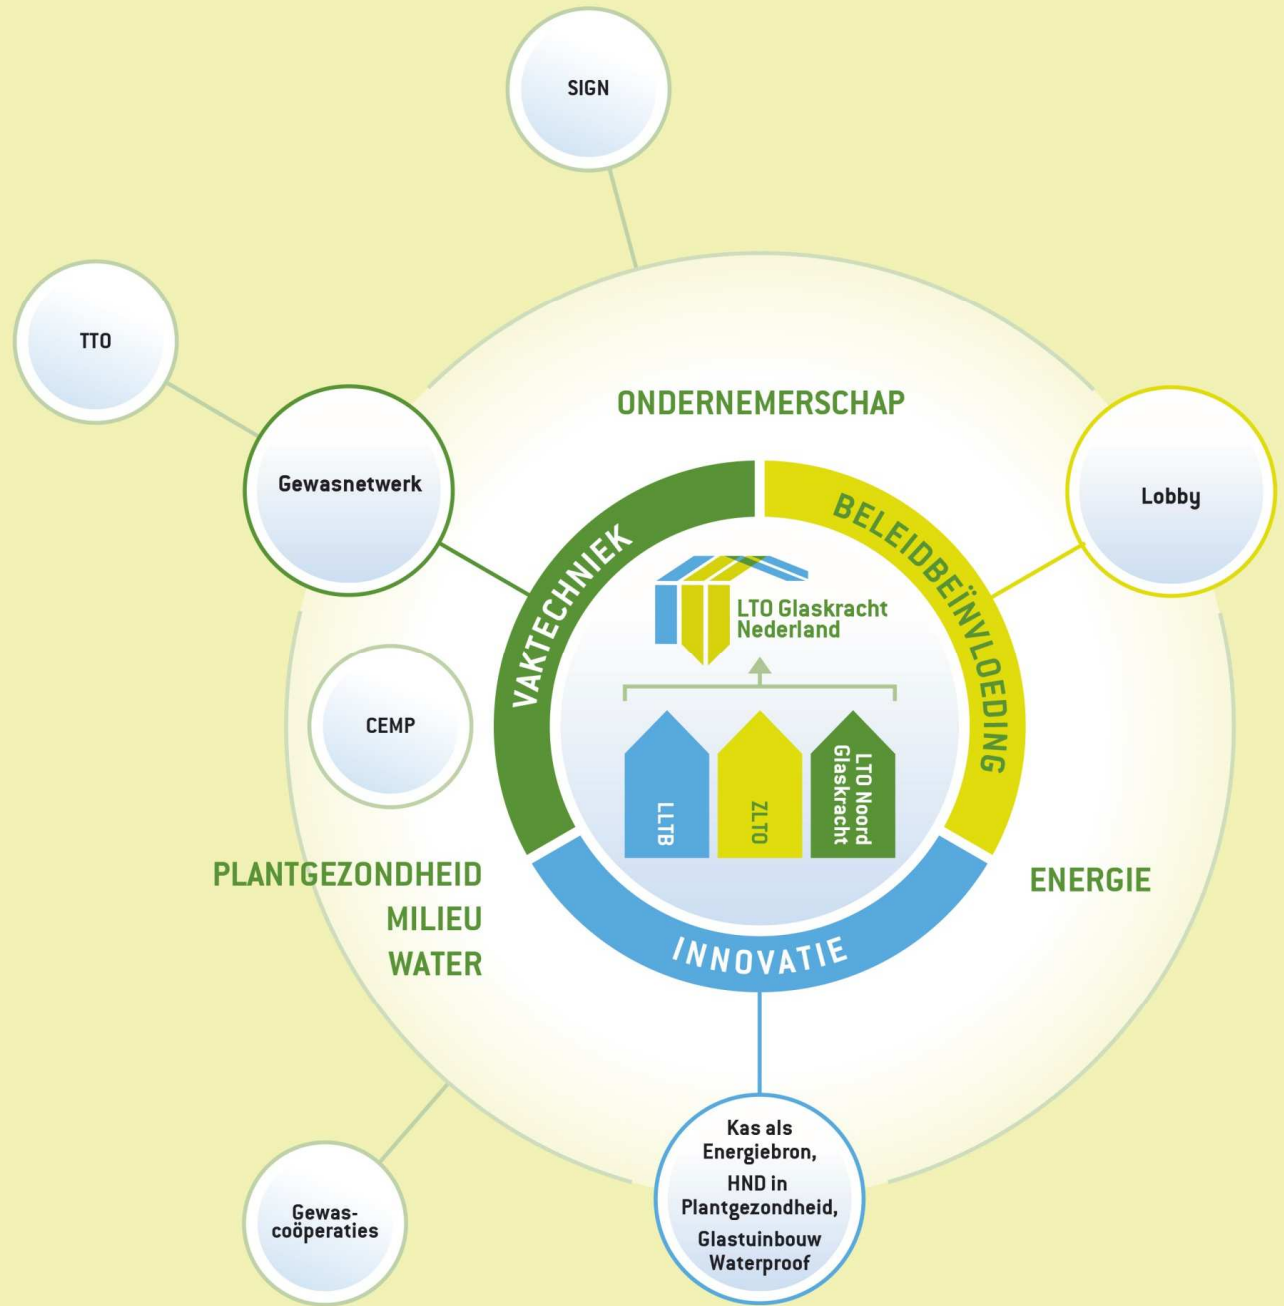 SIGN
TTO
ONDERNEMERSCHAP
Gewasnetwerk
Lobby
VAKTECHNIEK
BELEIDBEÏNVLOEDING
LTO Glaskracht
Nederland
CEMP
LLTB
ZLTO
LTO Noord
Glaskracht
PLANTGEZONDHEID
MILIEU
WATER
ENERGIE
INNOVATIE
Kas als
Energiebron,
HND in
Plantgezondheid,
Glastuinbouw
Waterproof
Gewas-
coöperaties